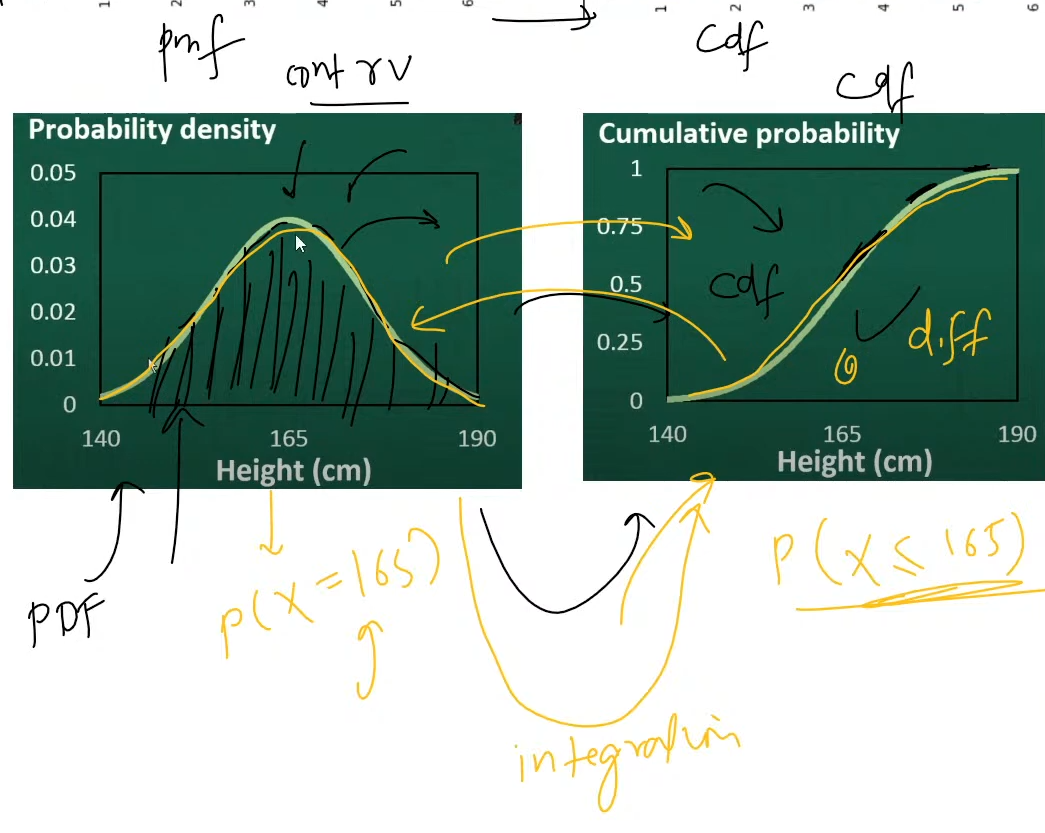 1 2 3 4 5 6
1 2 3 4 5 6
pmf
cdf
cont rv
cdf
Probability density
0.05
0.04
0.03
0.02
0.01
0
140 165 190
Height (cm)
Cumulative probability
1
0.75
0.5
0.25
0
cdf
diff
140 165 190
Height (cm)
PDF
P(X=165)
P(X≤165)
integration